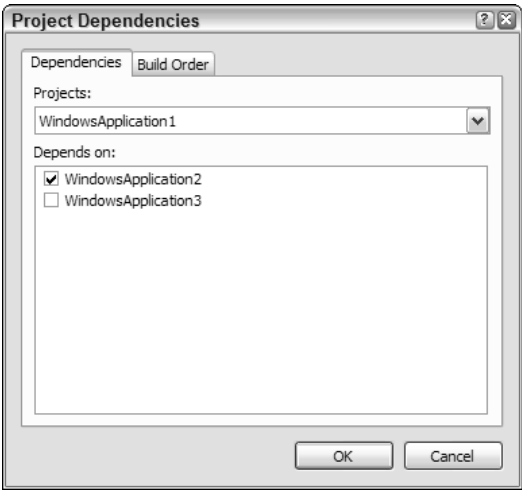 Project Dependencies
Dependencies Build Order
Projects:
WindowsApplication1
Depends on:
WindowsApplication2
WindowsApplication3
OK Cancel